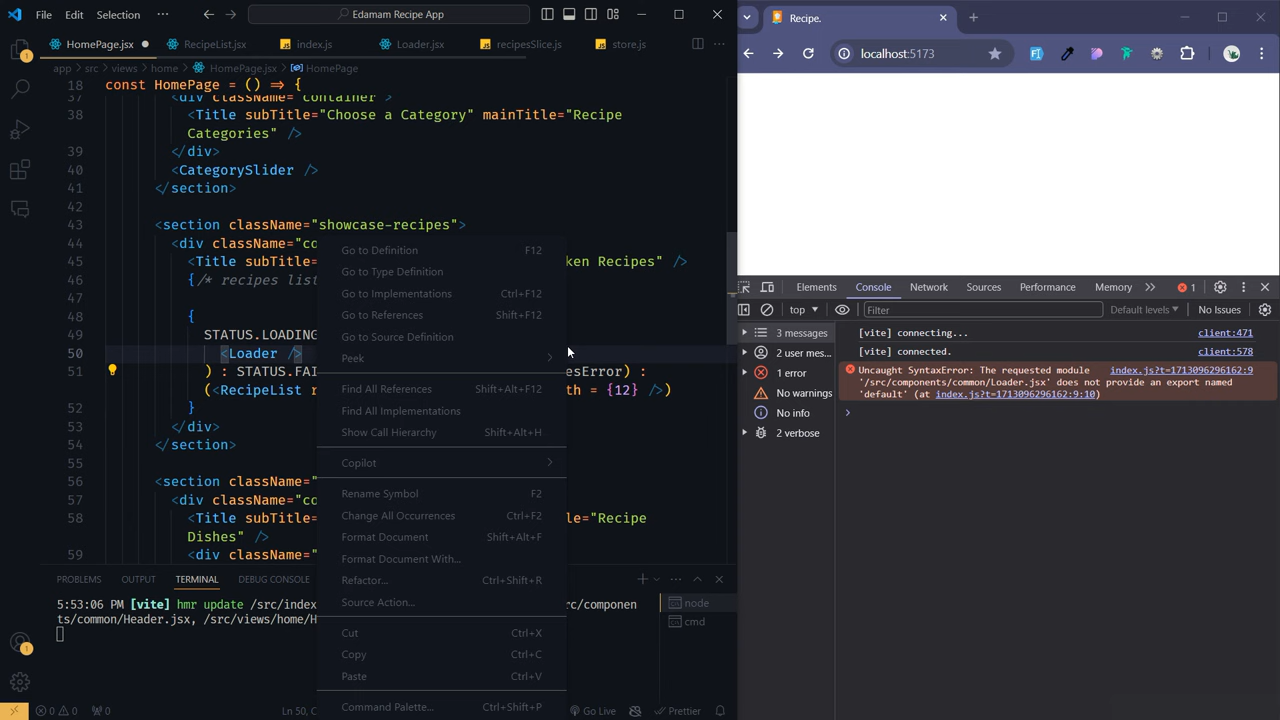 File
Edit
Selection
Edamam Recipe App
HomePage.jsx
RecipeList.jsx
index.js
Loader.jsx
recipesSlice.js
store.js
app
src
views
home
HomePage.jsx
HomePage
18 const HomePage = () => {
37 <div className="container">
38 <Title subTitle="Choose a Category" mainTitle="Recipe
Categories" />
39 </div>
40 <CategorySlider />
41 </section>
42
43 <section className="showcase-recipes">
44 <div className="co
45 <Title subTitle= ken Recipes" />
46 {/* recipes list
47
48 {
49 STATUS.LOADING
50 <Loader />
51 ) : STATUS.FAI esError) :
(<RecipeList r th = {12} />)
52 }
53 </div>
54 </section>
55
56 <section className="
57 <div className="co
58 <Title subTitle= le="Recipe
Dishes" />
59 <div className="
Go to Definition F12
Go to Type Definition
Go to Implementations Ctrl+F12
Go to References Shift+F12
Go to Source Definition
Peek
Find All References Shift+Alt+F12
Find All Implementations
Show Call Hierarchy Shift+Alt+H
Copilot
Rename Symbol F2
Change All Occurrences Ctrl+F2
Format Document Shift+Alt+F
Format Document With...
Refactor... Ctrl+Shift+R
Source Action...
Cut Ctrl+X
Copy Ctrl+C
Paste Ctrl+V
Command Palette... Ctrl+Shift+P
PROBLEMS
OUTPUT
TERMINAL
DEBUG CONSOLE
5:53:06 PM [vite] hmr update /src/index rc/componen
ts/common/Header.jsx, /src/views/home/H
node
cmd
1
1
0 0 0
Ln 50,
Go Live
Prettier
Recipe.
localhost:5173
Elements
Console
Network
Sources
Performance
Memory
1
top
Filter
Default levels
No Issues
3 messages
2 user mes...
1 error
No warnings
No info
2 verbose
[vite] connecting... client:471
[vite] connected. client:578
Uncaught SyntaxError: The requested module index.js?t=1713096296162:9
'/src/components/common/Loader.jsx' does not provide an export named
'default' (at index.js?t=1713096296162:9:10)